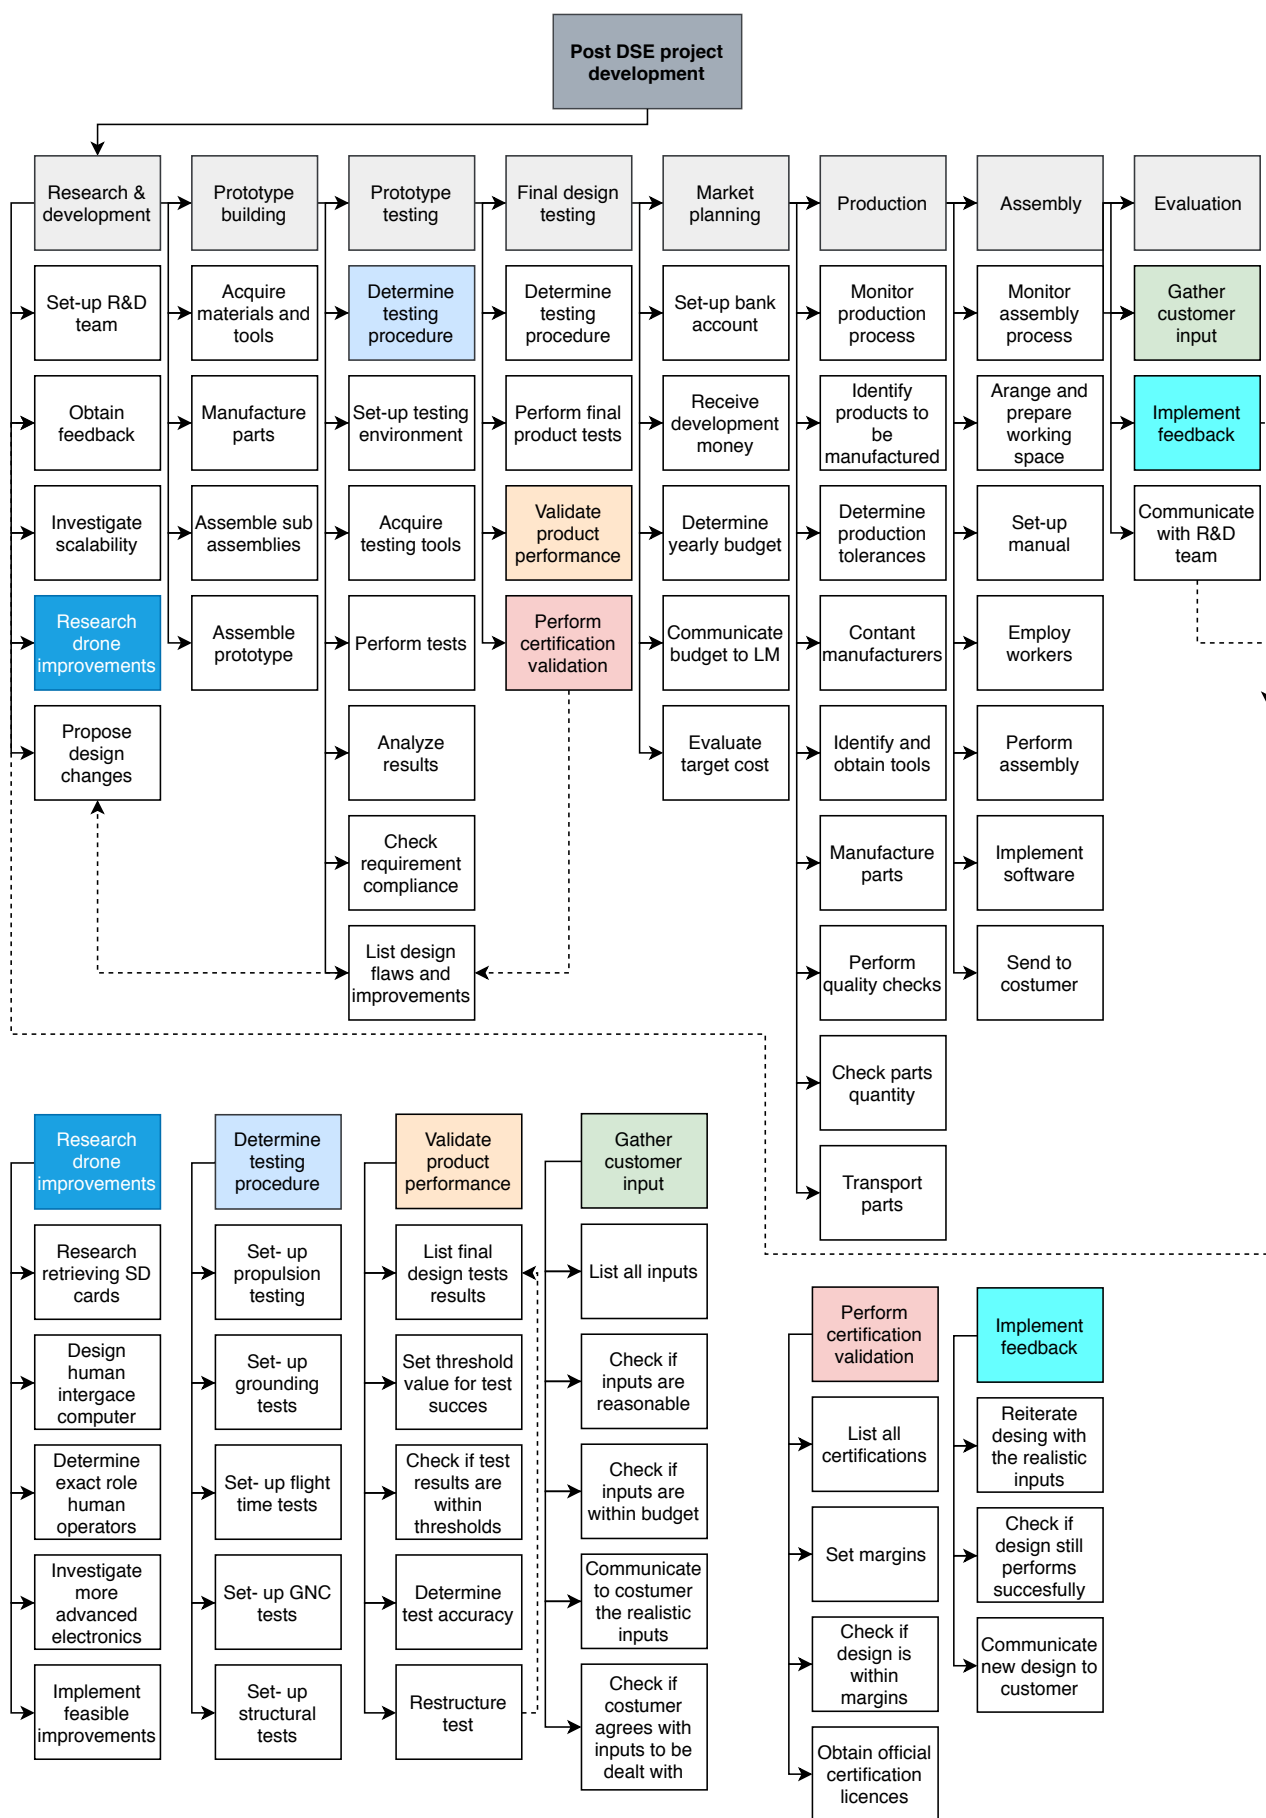 Post DSE project
development
Research &
development
Prototype
building
Prototype
testing
Final design
testing
Market
planning
Production
Assembly
Evaluation
Set-up R&D
team
Acquire
materials and
tools
Determine
testing
procedure
Determine
testing
procedure
Set-up bank
account
Monitor
production
process
Monitor
assembly
process
Gather
customer
input
Obtain
feedback
Manufacture
parts
Set-up testing
environment
Perform final
product tests
Receive
development
money
Identify
products to
be
manufactured
Arange and
prepare
working
space
Implement
feedback
Investigate
scalability
Assemble sub
assemblies
Acquire
testing tools
Validate
product
performance
Determine
yearly budget
Determine
production
tolerances
Set-up
manual
Communicate
with R&D
team
Research
drone
improvements
Assemble
prototype
Perform tests
Perform
certification
validation
Communicate
budget to LM
Contant
manufacturers
Employ
workers
Propose
design
changes
Analyze
results
Evaluate
target cost
Identify and
obtain tools
Perform
assembly
Check
requirement
compliance
Manufacture
parts
Implement
software
List design
flaws and
improvements
Perform
quality checks
Send to
costumer
Check parts
quantity
Transport
parts
Research
drone
improvements
Determine
testing
procedure
Validate
product
performance
Gather
customer
input
Research
retrieving SD
cards
Set- up
propulsion
testing
List final
design tests
results
List all inputs
Perform
certification
validation
Implement
feedback
Design
human
intergace
computer
Set- up
grounding
tests
Set threshold
value for test
succes
Check if
inputs are
reasonable
List all
certifications
Reiterate
desing with
the realistic
inputs
Determine
exact role
human
operators
Set- up flight
time tests
Check if test
results are
within
thresholds
Check if
inputs are
within budget
Set margins
Check if
design still
performs
succesfully
Investigate
more
advanced
electronics
Set- up GNC
tests
Determine
test accuracy
Communicate
to costumer
the realistic
inputs
Check if
design is
within
margins
Communicate
new design to
customer
Implement
feasible
improvements
Set- up
structural
tests
Restructure
test
Check if
costumer
agrees with
inputs to be
dealt with
Obtain official
certification
licences